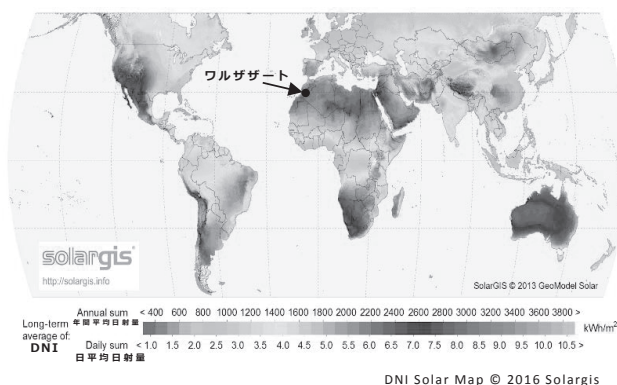 ワルザザート
solargis
http://solargis.info
SolarGIS © 2013 GeoModel Solar
Annual sum < 400 600 800 1000 1200 1400 1600 1800 2000 2200 2400 2600 2800 3000 3200 3400 3600 3800 >
Long-term 年間平均日射量
average of: kWh/m²
DNI Daily sum < 1.0 1.5 2.0 2.5 3.0 3.5 4.0 4.5 5.0 5.5 6.0 6.5 7.0 7.5 8.0 8.5 9.0 9.5 10.0 10.5 >
日平均日射量
DNI Solar Map © 2016 Solargis